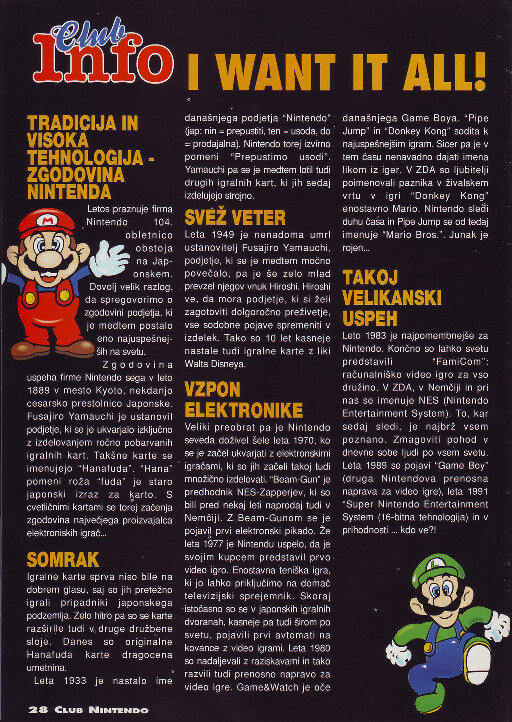 Club
Info
I WANT IT ALL!
TRADICIJA IN
VISOKA
TEHNOLOGIJA -
ZGODOVINA
NINTENDA
Letos praznuje firma
Nintendo 104.
obletnico
obstoja
na Jap-
onskem.
Dovolj velik razlog,
da spregovorimo o
zgodovini podjetja, ki
je medtem postalo
eno najuspešnej-
ših na svetu.
Zgodovina
uspeha firme Nintendo sega v leto
1889 v mesto Kyoto, nekdanjo
cesarsko prestolnico Japonske.
Fusajiro Yamauchi je ustanovil
podjetje, ki se je ukvarjalo izključno
z izdelovanjem ročno pobarvanih
igralnih kart. Takšne karte se
imenujejo "Hanafuda". "Hana"
pomeni roža "fuda" je staro
japonski izraz za karto. S
cvetličnimi kartami se torej začenja
zgodovina največjega proizvajalca
elektroniskih igrač...
SOMRAK
Igralne karte sprva niso bile na
dobrem glasu, saj so jih pretežno
igrali pripadniki japonskega
podzemlja. Zelo hitro pa so se karte
razširile tudi v druge družbene
sloje. Danes so originalne
Hanafuda karte dragocena
umetnina.
Leta 1933 je nastalo ime
današnjega podjetja "Nintendo"
(jap: nin = prepustiti, ten = usoda, do
= prodajalna). Nintendo torej izvirno
pomeni "Prepustimo usodi".
Yamauchi pa se je medtem lotil tudi
drugih igralnih kart, ki jih sedaj
izdelujejo strojno.
SVEŽ VETER
Leta 1949 je nenadoma umrl
ustanovitelj Fusajiro Yamauchi,
podjetje, ki se je medtem močno
povečalo, pa je še zelo mlad
prevzel njegov vnuk Hiroshi. Hiroshi
ve, da mora podjetje, ki si želi
zagotoviti dolgoročno preživetje,
vse sodobne pojave spremeniti v
izdelek. Tako so 10 let kasneje
nastale tudi igralne karte z liki
Walta Disneya.
VZPON
ELEKTRONIKE
Veliki preobrat pa je Nintendo
seveda doživel šele leta 1970, ko
se je začel ukvarjati z elektronskimi
igračami, ki so jih začeli takoj tudi
množično izdelovati. "Beam-Gun" je
predhodnik NES-Zapperjev, ki so
bili pred nekaj leti naprodaj tudi v
Nemčiji. Z Beam-Gunom se je
pojavil prvi elektronski pikado. Že
leta 1977 je Nintendu uspelo, da je
svojim kupcem predstavil prvo
video igro. Enostavna teniška igra,
ki jo lahko priključimo na domač
televizijski sprejemnik. Skoraj
istočasno so se v japonskih igralnih
dvoranah, kasneje pa tudi širom po
svetu, pojavili prvi avtomati na
kovance z video igrami. Leta 1980
so nadaljevali z raziskavami in tako
razvili tudi prenosno napravo za
video igre. Game&Watch je oče
današnjega Game Boya. "Pipe
Jump" in "Donkey Kong" sodita k
najuspešnejšim igram. Sicer pa je v
tem času nenavadno dajati imena
likom iz iger. V ZDA so ljubitelji
poimenovali paznika v živalskem
vrtu v igri "Donkey Kong"
enostavno Mario. Nintendo sledi
duhu časa in Pipe Jump se od tedaj
imenuje "Mario Bros.". Junak je
rojen...
TAKOJ
VELIKANSKI
USPEH
Leto 1983 je najpomembnejše za
Nintendo. Končno so lahko svetu
predstavili "FamiCom":
računalniško video igro za vso
družino. V ZDA, v Nemčiji in pri
nas se imenuje NES (Nintendo
Entertainment System). To, kar
sedaj sledi, je najbrž vsem
poznano. Zmagoviti pohod v
dnevne sobe ljudi po vsem svetu.
Leta 1989 se pojavi "Game Boy"
(druga Nintendova prenosna
naprava za video igre), leta 1991
"Super Nintendo Entertainment
System (16-bitna tehnologija) in v
prihodnosti ... kdo ve?!
28 CLUB NINTENDO